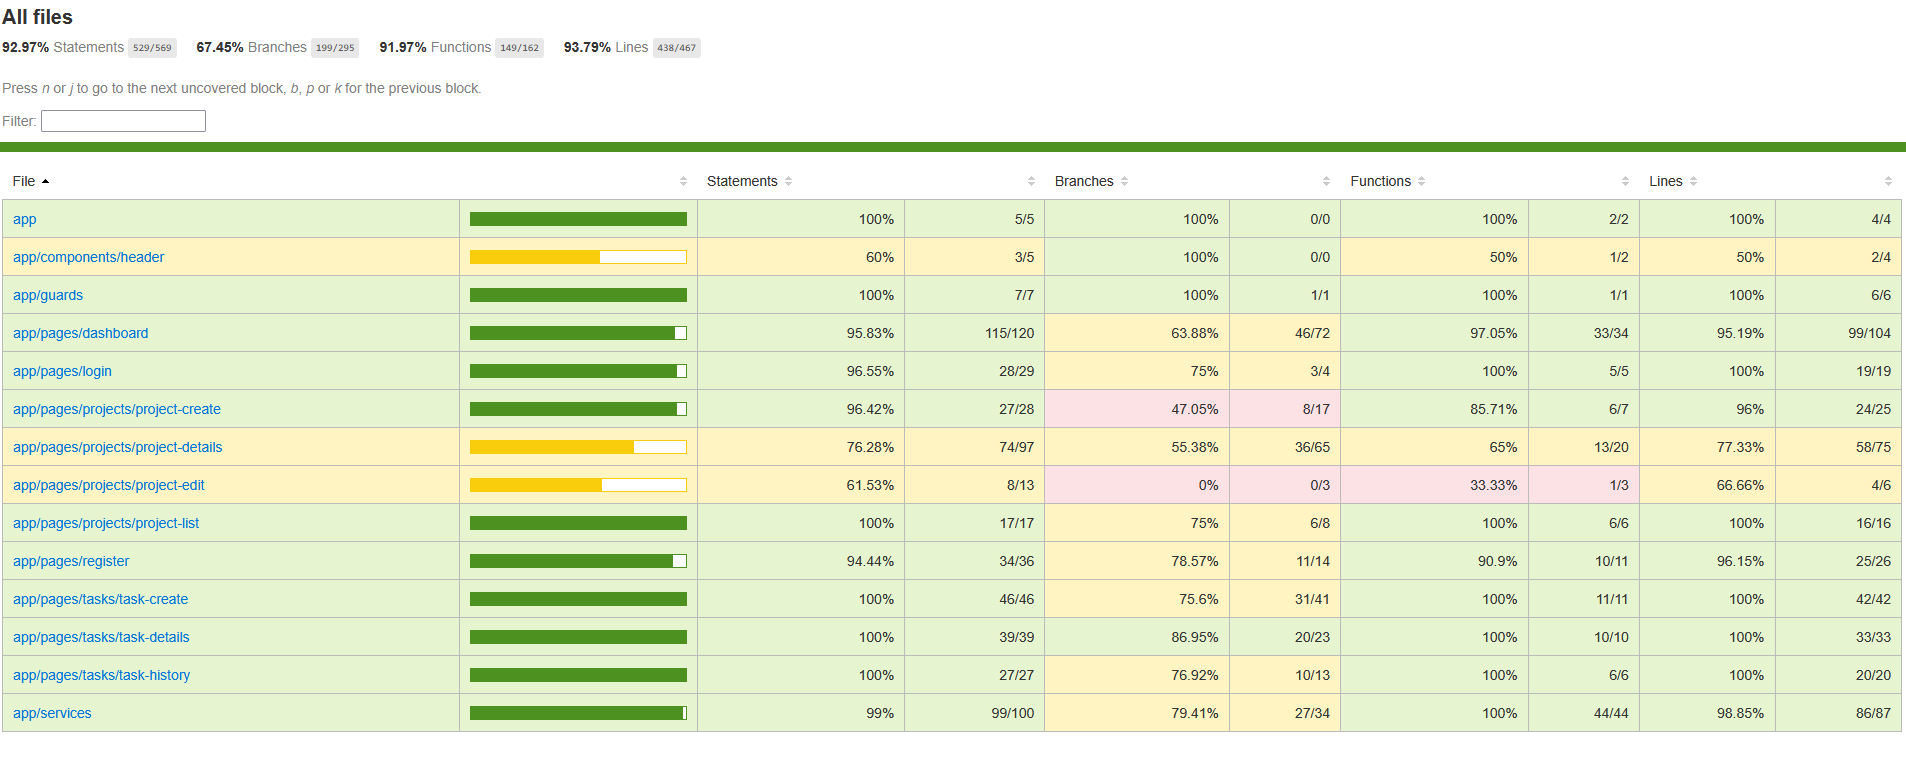 All files
92.97% Statements 529/569 67.45% Branches 199/295 91.97% Functions 149/162 93.79% Lines 438/467
Press n or j to go to the next uncovered block, b, p or k for the previous block.
Filter:
File Statements Branches Functions Lines
app 100% 5/5 100% 0/0 100% 2/2 100% 4/4
app/components/header 60% 3/5 100% 0/0 50% 1/2 50% 2/4
app/guards 100% 7/7 100% 1/1 100% 1/1 100% 6/6
app/pages/dashboard 95.83% 115/120 63.88% 46/72 97.05% 33/34 95.19% 99/104
app/pages/login 96.55% 28/29 75% 3/4 100% 5/5 100% 19/19
app/pages/projects/project-create 96.42% 27/28 47.05% 8/17 85.71% 6/7 96% 24/25
app/pages/projects/project-details 76.28% 74/97 55.38% 36/65 65% 13/20 77.33% 58/75
app/pages/projects/project-edit 61.53% 8/13 0% 0/3 33.33% 1/3 66.66% 4/6
app/pages/projects/project-list 100% 17/17 75% 6/8 100% 6/6 100% 16/16
app/pages/register 94.44% 34/36 78.57% 11/14 90.9% 10/11 96.15% 25/26
app/pages/tasks/task-create 100% 46/46 75.6% 31/41 100% 11/11 100% 42/42
app/pages/tasks/task-details 100% 39/39 86.95% 20/23 100% 10/10 100% 33/33
app/pages/tasks/task-history 100% 27/27 76.92% 10/13 100% 6/6 100% 20/20
app/services 99% 99/100 79.41% 27/34 100% 44/44 98.85% 86/87